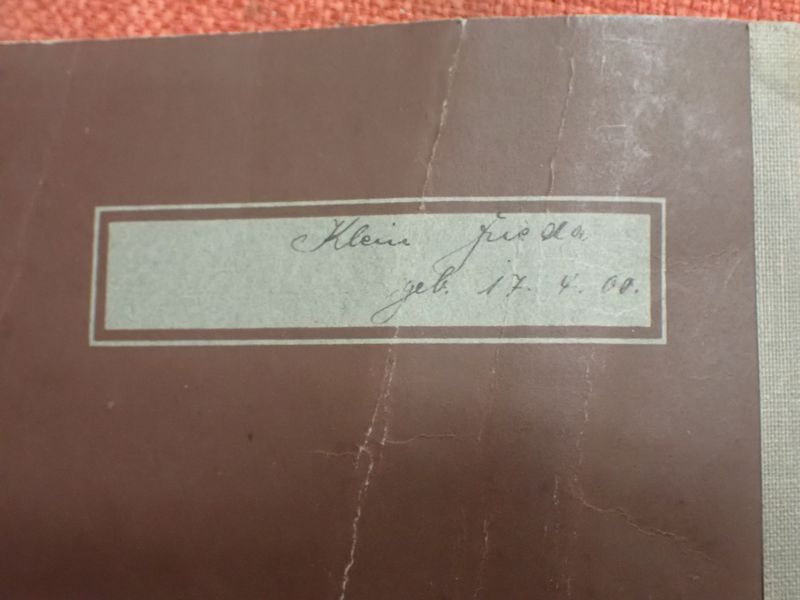 Klein Frieda
geb. 17. 4. 00.